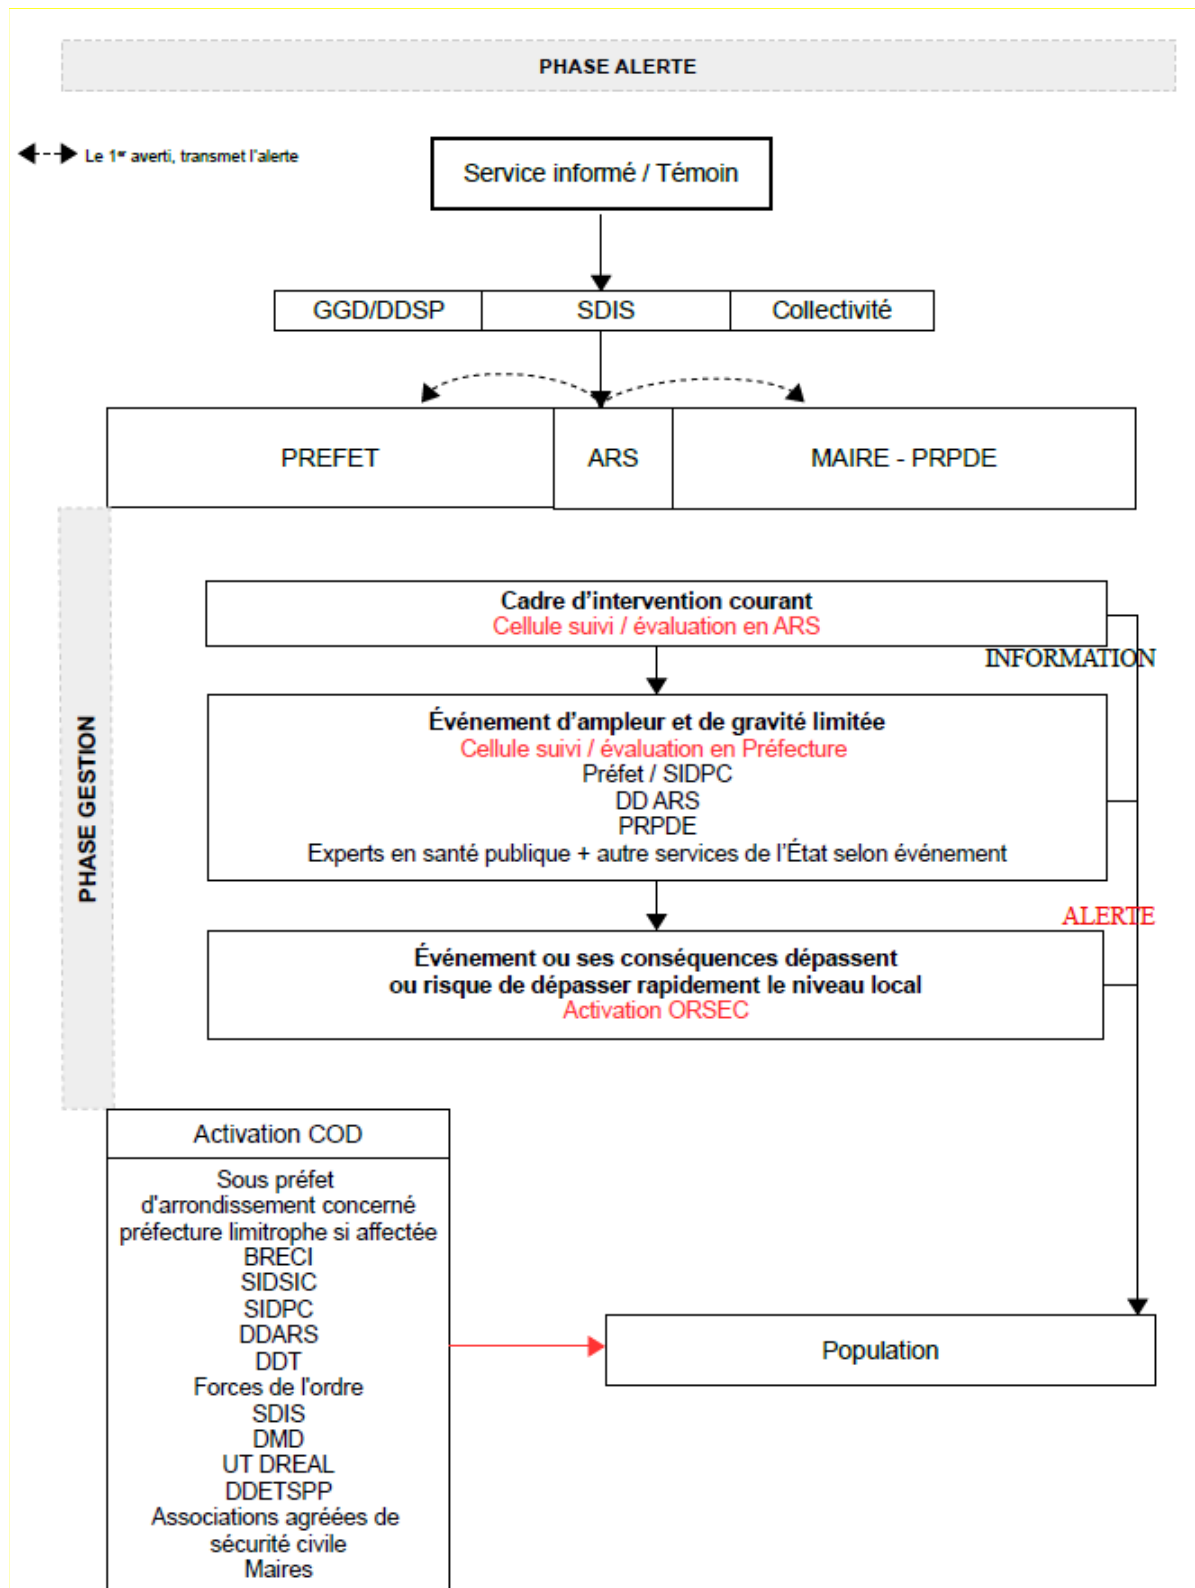 PHASE ALERTE
Le 1er averti, transmet l'alerte
Service informé / Témoin
GGD/DDSP
SDIS
Collectivité
PREFET
ARS
MAIRE - PRPDE
PHASE GESTION
Cadre d'intervention courant
Cellule suivi / évaluation en ARS
INFORMATION
Événement d'ampleur et de gravité limitée
Cellule suivi / évaluation en Préfecture
Préfet / SIDPC
DD ARS
PRPDE
Experts en santé publique + autre services de l'État selon événement
ALERTE
Événement ou ses conséquences dépassent
ou risque de dépasser rapidement le niveau local
Activation ORSEC
Activation COD
Sous préfet
d'arrondissement concerné
préfecture limitrophe si affectée
BRECI
SIDSIC
SIDPC
DDARS
DDT
Forces de l'ordre
SDIS
DMD
UT DREAL
DDETSPP
Associations agréées de
sécurité civile
Maires
Population